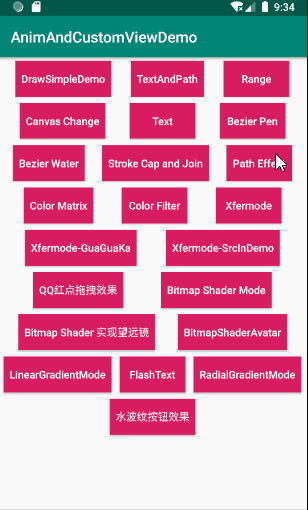 9:34
AnimAndCustomViewDemo
DrawSimpleDemo TextAndPath Range
Canvas Change Text Bezier Pen
Bezier Water Stroke Cap and Join Path Effect
Color Matrix Color Filter Xfermode
Xfermode-GuaGuaKa Xfermode-SrcInDemo
QQ红点拖拽效果 Bitmap Shader Mode
Bitmap Shader 实现望远镜 BitmapShaderAvatar
LinearGradientMode FlashText RadialGradientMode
水波纹按钮效果